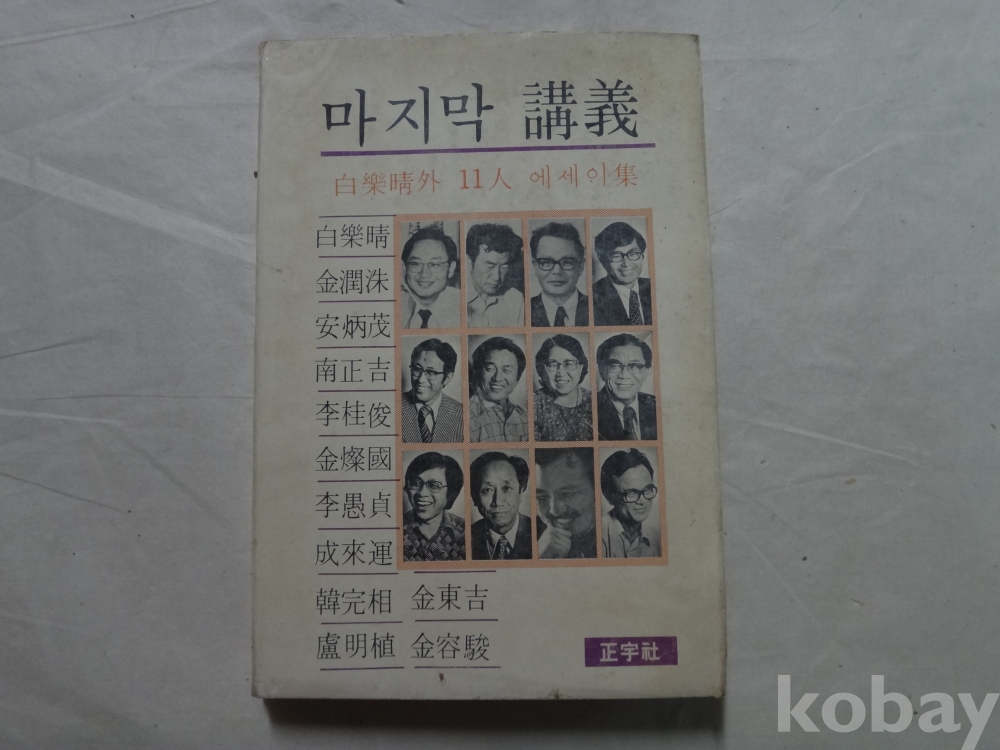 마지막 講義
白樂晴外 11人 에세이集
白樂晴
金潤洙
安炳茂
南正吉
李桂俊
金燦國
李愚貞
成來運
韓完相 金東吉
盧明植 金容駿
正宇社
kobay